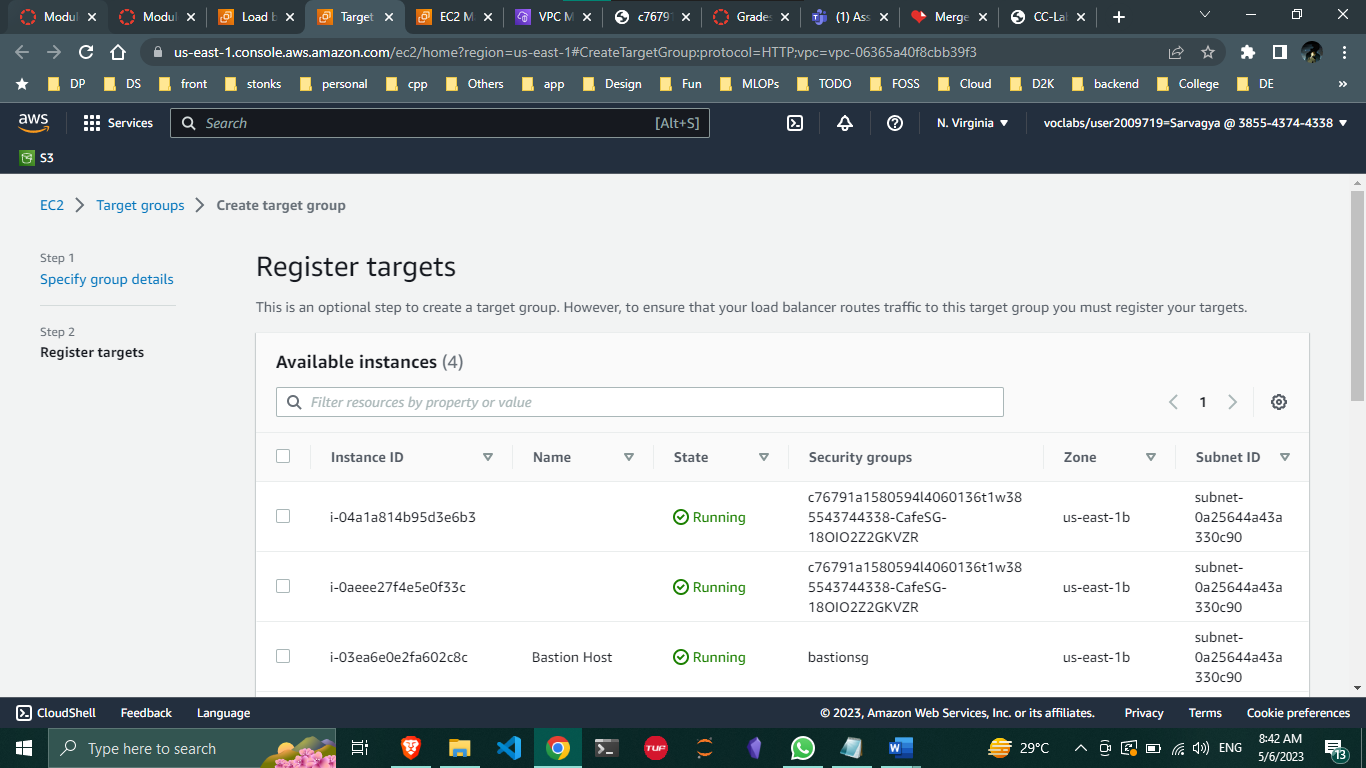 Modul
Modul
Load b
Target
EC2 M
VPC M
c7679
Grades
(1) Ass
Merge
CC-Lal
us-east-1.console.aws.amazon.com/ec2/home?region=us-east-1#CreateTargetGroup:protocol=HTTP;vpc=vpc-06365a40f8cbb39f3
DP
DS
front
stonks
personal
cpp
Others
app
Design
Fun
MLOPs
TODO
FOSS
Cloud
D2K
backend
College
DE
»
aws
Services
Search
[Alt+S]
N. Virginia
voclabs/user2009719=Sarvagya @ 3855-4374-4338
S3
EC2
Target groups
Create target group
Step 1
Specify group details
Step 2
Register targets
Register targets
This is an optional step to create a target group. However, to ensure that your load balancer routes traffic to this target group you must register your targets.
Available instances (4)
Filter resources by property or value
1
Instance ID
Name
State
Security groups
Zone
Subnet ID
i-04a1a814b95d3e6b3
Running
c76791a1580594l4060136t1w38
5543744338-CafeSG-
18OIO2Z2GKVZR
us-east-1b
subnet-
0a25644a43a
330c90
i-0aeee27f4e5e0f33c
Running
c76791a1580594l4060136t1w38
5543744338-CafeSG-
18OIO2Z2GKVZR
us-east-1b
subnet-
0a25644a43a
330c90
i-03ea6e0e2fa602c8c
Bastion Host
Running
bastionsg
us-east-1b
subnet-
0a25644a43a
330c90
CloudShell
Feedback
Language
© 2023, Amazon Web Services, Inc. or its affiliates.
Privacy
Terms
Cookie preferences
Type here to search
TUF
W
29°C
ENG
8:42 AM
5/6/2023
13